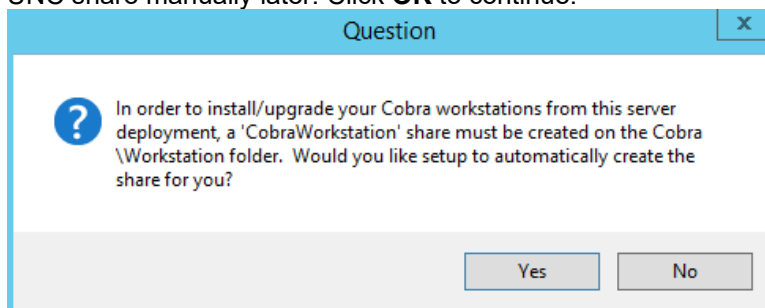 UNC share manually later. Click OK to continue.
Question
x
?
In order to install/upgrade your Cobra workstations from this server
deployment, a 'CobraWorkstation' share must be created on the Cobra
\Workstation folder.  Would you like setup to automatically create the
share for you?
Yes
No